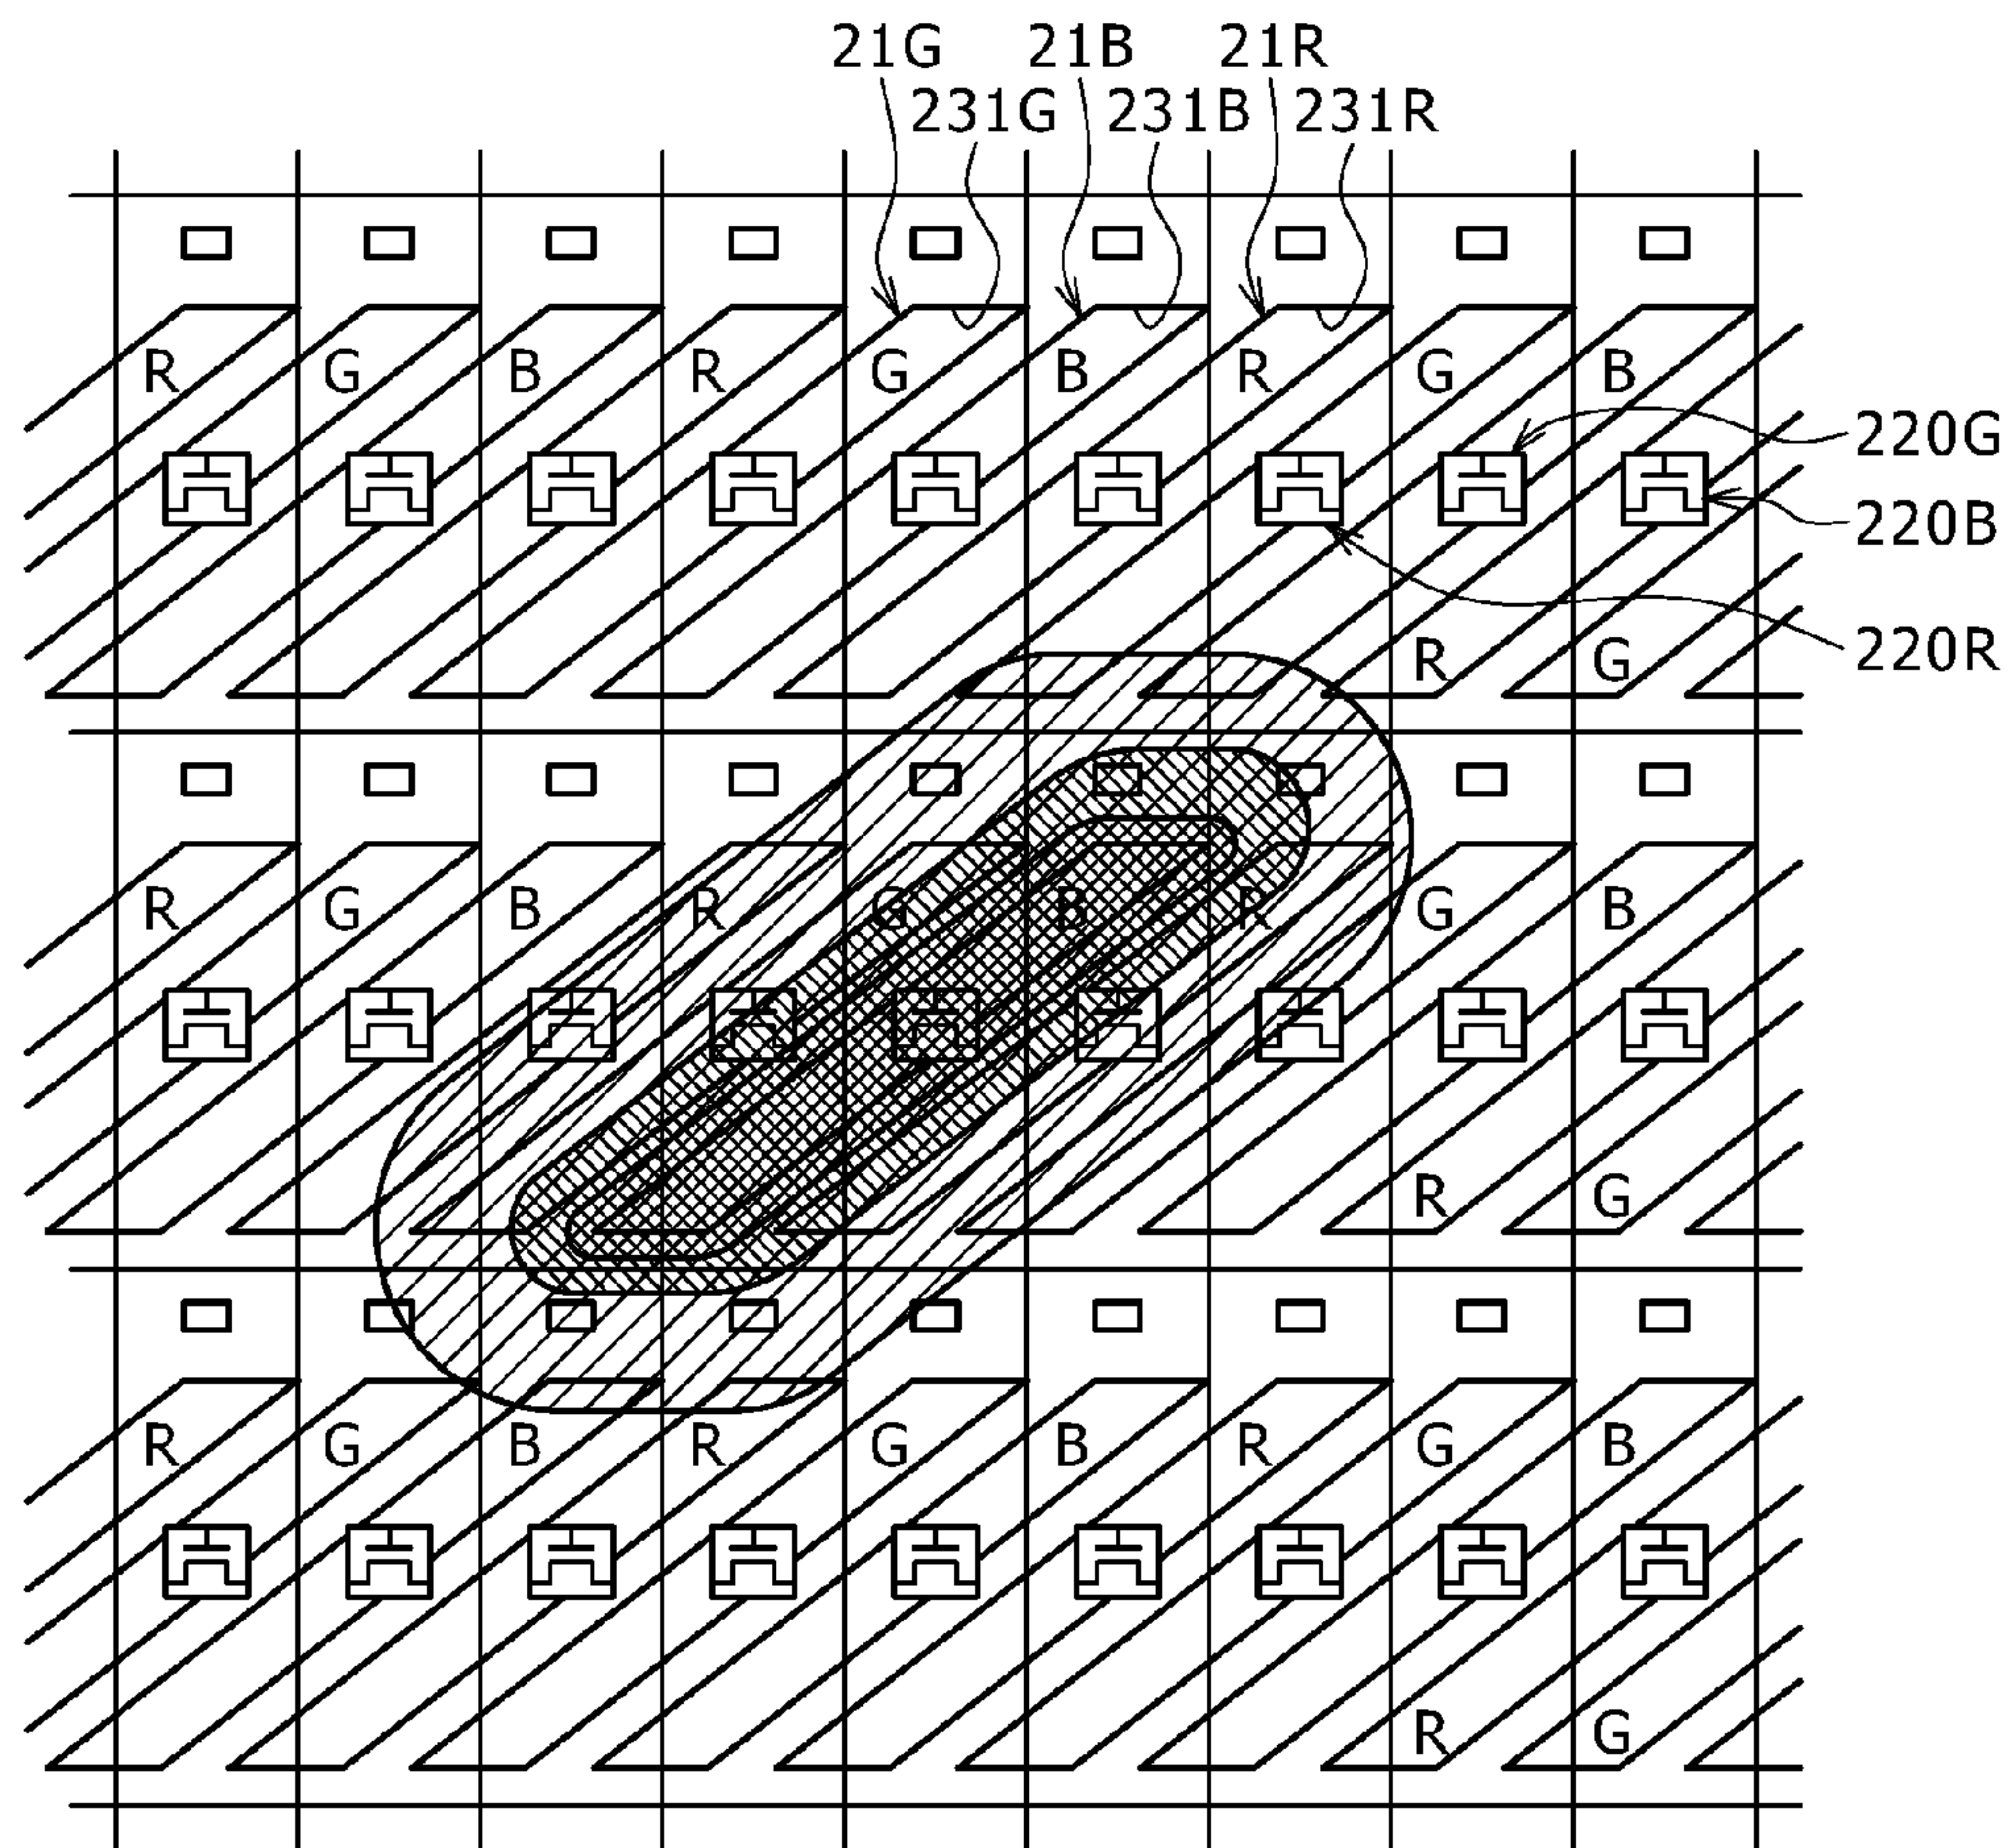 21G 21B 21R
231G 231B 231R
R G B R G B R G B
220G
220B
R G 220R
R G B R G B R G B
R G
R G B R G B R G B
R G